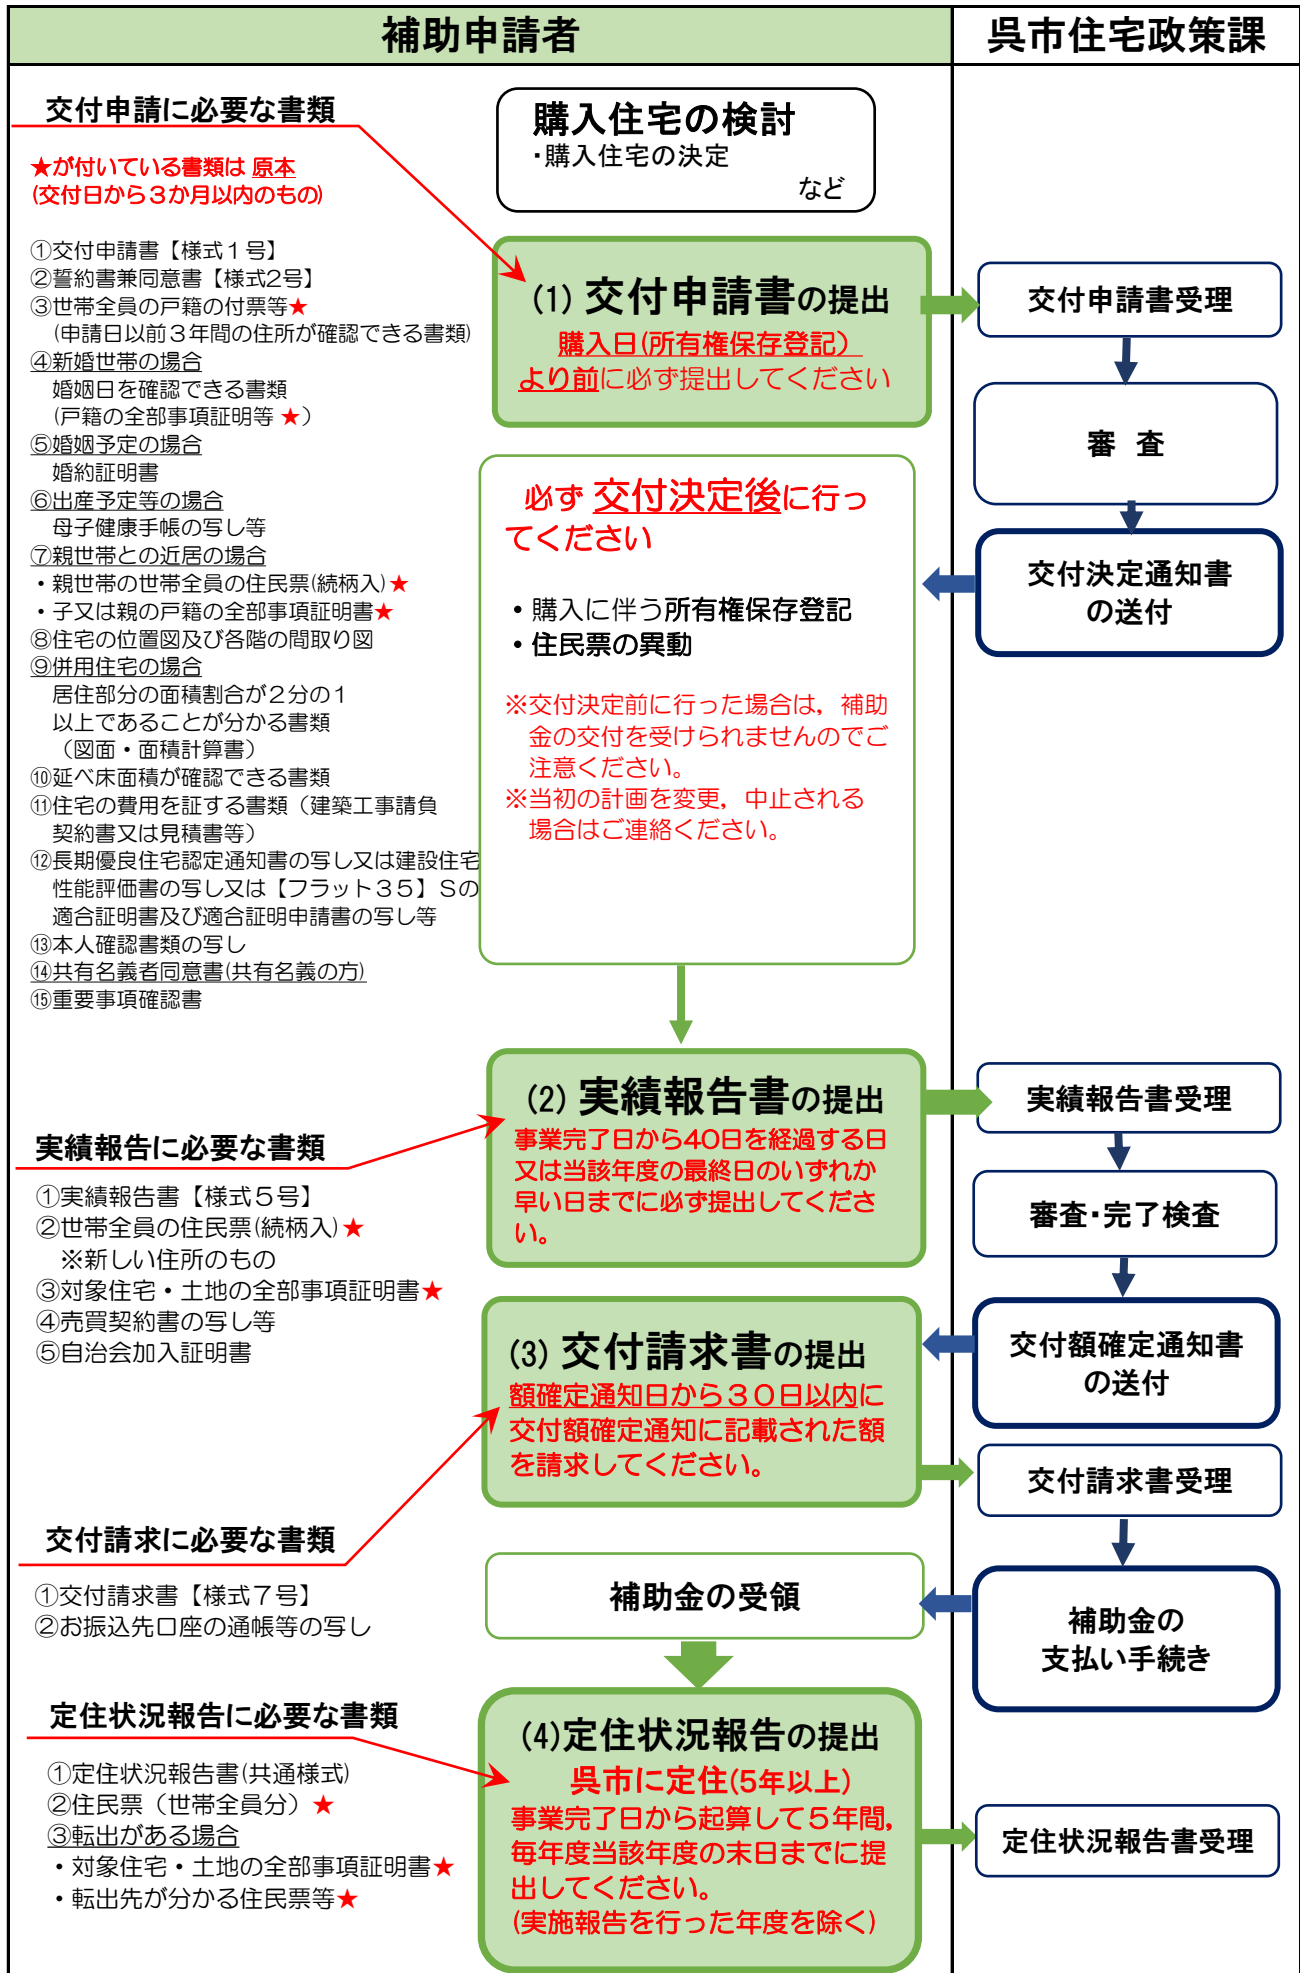 補助申請者
呉市住宅政策課
交付申請に必要な書類
★が付いている書類は 原本
(交付日から３か月以内のもの)
①交付申請書【様式１号】
②誓約書兼同意書【様式2号】
③世帯全員の戸籍の付票等★
(申請日以前３年間の住所が確認できる書類)
④新婚世帯の場合
婚姻日を確認できる書類
(戸籍の全部事項証明等 ★）
⑤婚姻予定の場合
婚約証明書
⑥出産予定等の場合
母子健康手帳の写し等
⑦親世帯との近居の場合
・親世帯の世帯全員の住民票(続柄入)★
・子又は親の戸籍の全部事項証明書★
⑧住宅の位置図及び各階の間取り図
⑨併用住宅の場合
居住部分の面積割合が２分の１
以上であることが分かる書類
（図面・面積計算書）
⑩延べ床面積が確認できる書類
⑪住宅の費用を証する書類（建築工事請負
契約書又は見積書等）
⑫長期優良住宅認定通知書の写し又は建設住宅
性能評価書の写し又は【フラット３５】Ｓの
適合証明書及び適合証明申請書の写し等
⑬本人確認書類の写し
⑭共有名義者同意書(共有名義の方)
⑮重要事項確認書
購入住宅の検討
・購入住宅の決定
など
(1) 交付申請書の提出
購入日(所有権保存登記）
より前に必ず提出してください
交付申請書受理
審 査
交付決定通知書
の送付
必ず 交付決定後に行っ
てください
・購入に伴う所有権保存登記
・住民票の異動
※交付決定前に行った場合は，補助
金の交付を受けられませんのでご
注意ください。
※当初の計画を変更，中止される
場合はご連絡ください。
(2) 実績報告書の提出
事業完了日から40日を経過する日
又は当該年度の最終日のいずれか
早い日までに必ず提出してくださ
い。
実績報告書受理
審査・完了検査
実績報告に必要な書類
①実績報告書【様式５号】
②世帯全員の住民票(続柄入)★
※新しい住所のもの
③対象住宅・土地の全部事項証明書★
④売買契約書の写し等
⑤自治会加入証明書
(3) 交付請求書の提出
額確定通知日から３０日以内に
交付額確定通知に記載された額
を請求してください。
交付額確定通知書
の送付
交付請求書受理
交付請求に必要な書類
①交付請求書【様式７号】
②お振込先口座の通帳等の写し
補助金の受領
補助金の
支払い手続き
定住状況報告に必要な書類
①定住状況報告書(共通様式)
②住民票（世帯全員分）★
③転出がある場合
・対象住宅・土地の全部事項証明書★
・転出先が分かる住民票等★
(4)定住状況報告の提出
呉市に定住(5年以上)
事業完了日から起算して５年間，
毎年度当該年度の末日までに提
出してください。
(実施報告を行った年度を除く)
定住状況報告書受理